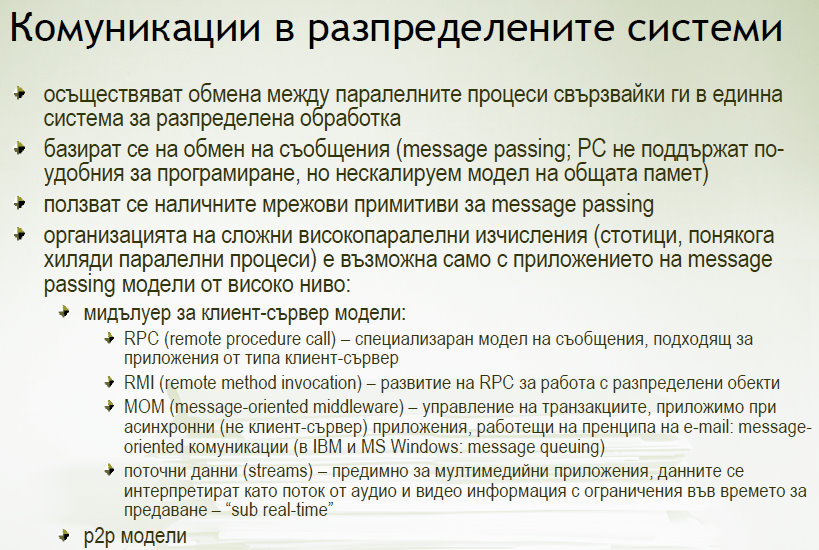 Комуникации в разпределените системи
осъществяват обмена между паралелните процеси свързвайки ги в единна
система за разпределена обработка
базират се на обмен на съобщения (message passing; РС не поддържат по-
удобния за програмиране, но нескалируем модел на общата памет)
ползват се наличните мрежови примитиви за message passing
организацията на сложни високопаралелни изчисления (стотици, понякога
хиляди паралелни процеси) е възможна само с приложението на message
passing модели от високо ниво:
мидълуер за клиент-сървер модели:
RPC (remote procedure call) – специализаран модел на съобщения, подходящ за
приложения от типа клиент-сървер
RMI (remote method invocation) – развитие на RPC за работа с разпределени обекти
MOM (message-oriented middleware) – управление на транзакциите, приложимо при
асинхронни (не клиент-сървер) приложения, работещи на пренципа на e-mail: message-
oriented комуникации (в IBM и MS Windows: message queuing)
поточни данни (streams) – предимно за мултимедийни приложения, данните се
интерпретират като поток от аудио и видео информация с ограничения във времето за
предаване – “sub real-time”
p2p модели